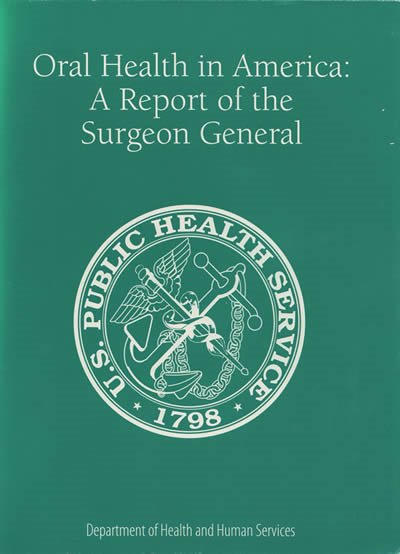 Oral Health in America:
A Report of the
Surgeon General
U.S. PUBLIC HEALTH SERVICE
* 1798 *
Department of Health and Human Services